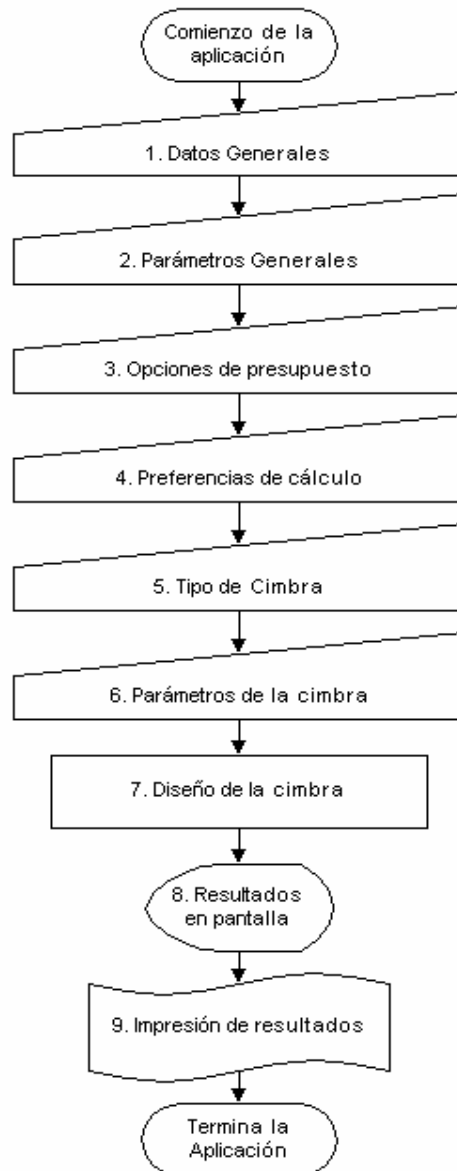 Comienzo de la
aplicación
1. Datos Generales
2. Parámetros Generales
3. Opciones de presupuesto
4. Preferencias de cálculo
5. Tipo de Cimbra
6. Parámetros de la cimbra
7. Diseño de la cimbra
8. Resultados
en pantalla
9. Impresión de resultados
Termina la
Aplicación